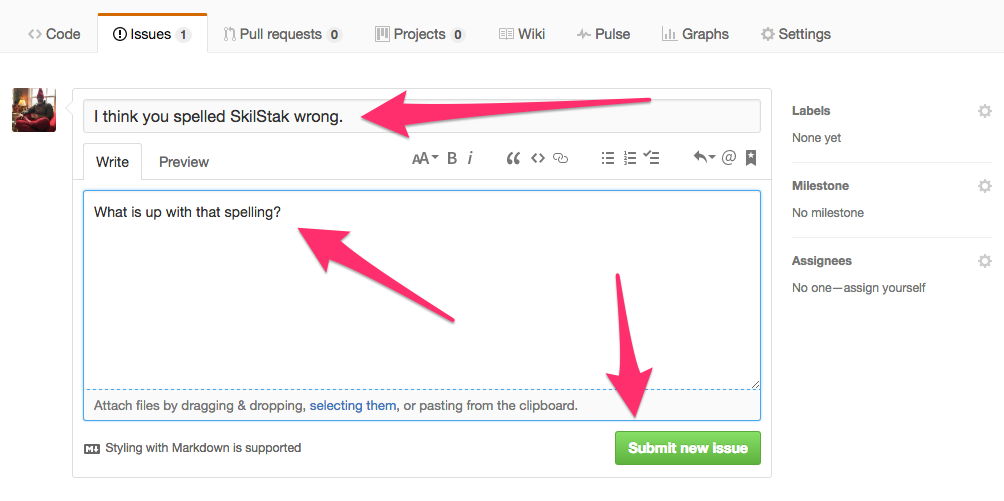 Code Issues 1 Pull requests 0 Projects 0 Wiki Pulse Graphs Settings
I think you spelled SkilStak wrong.
Write Preview AA B i @
What is up with that spelling?
Attach files by dragging & dropping, selecting them, or pasting from the clipboard.
Styling with Markdown is supported
Submit new issue
Labels
None yet
Milestone
No milestone
Assignees
No one—assign yourself